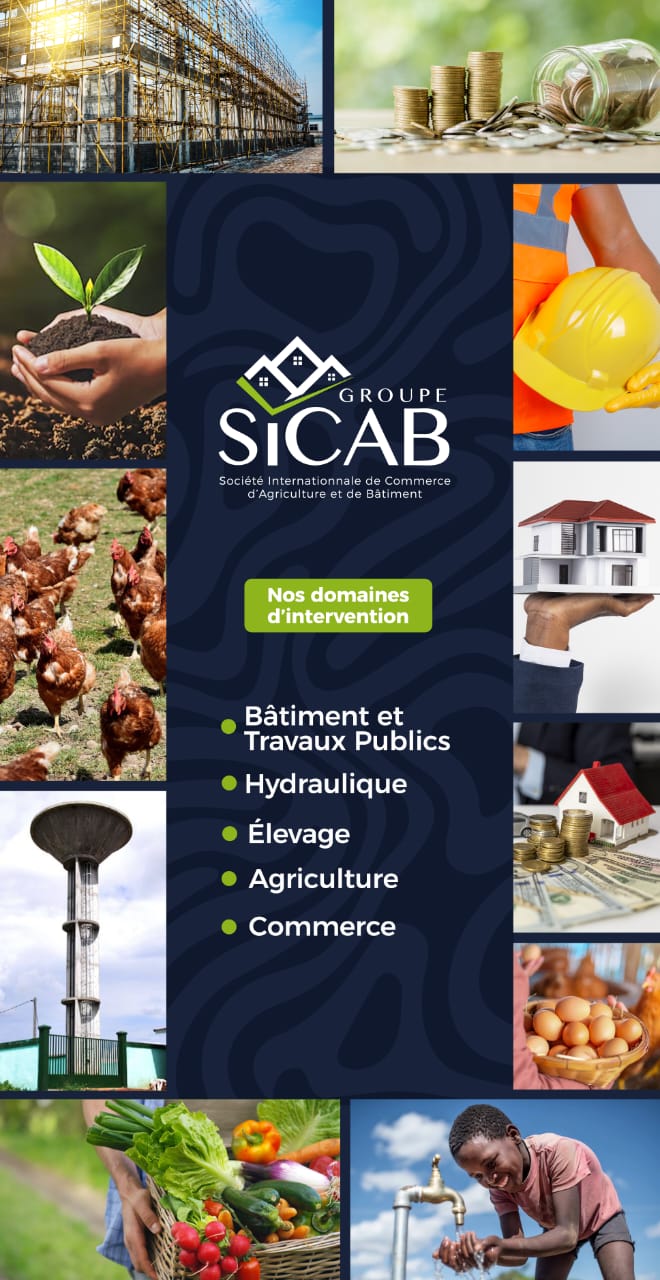 GROUPE
SiCAB
Société Internationnale de Commerce
d'Agriculture et de Bâtiment
Nos domaines
d'intervention
Bâtiment et
Travaux Publics
Hydraulique
Élevage
Agriculture
Commerce